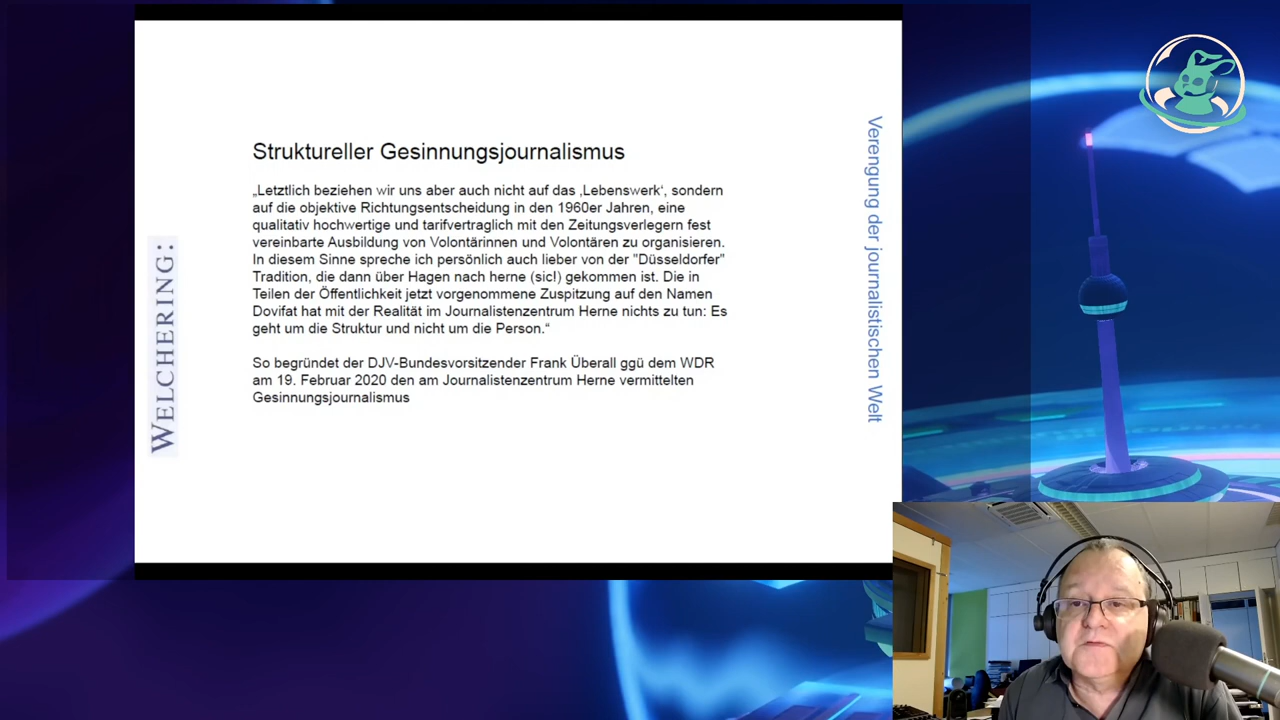 WELCHERING:
Struktureller Gesinnungsjournalismus
„Letztlich beziehen wir uns aber auch nicht auf das ‚Lebenswerk‘, sondern
auf die objektive Richtungsentscheidung in den 1960er Jahren, eine
qualitativ hochwertige und tarifvertraglich mit den Zeitungsverlegern fest
vereinbarte Ausbildung von Volontärinnen und Volontären zu organisieren.
In diesem Sinne spreche ich persönlich auch lieber von der "Düsseldorfer"
Tradition, die dann über Hagen nach herne (sic!) gekommen ist. Die in
Teilen der Öffentlichkeit jetzt vorgenommene Zuspitzung auf den Namen
Dovifat hat mit der Realität im Journalistenzentrum Herne nichts zu tun: Es
geht um die Struktur und nicht um die Person.“
So begründet der DJV-Bundesvorsitzender Frank Überall ggü dem WDR
am 19. Februar 2020 den am Journalistenzentrum Herne vermittelten
Gesinnungsjournalismus
Verengung der journalistischen Welt